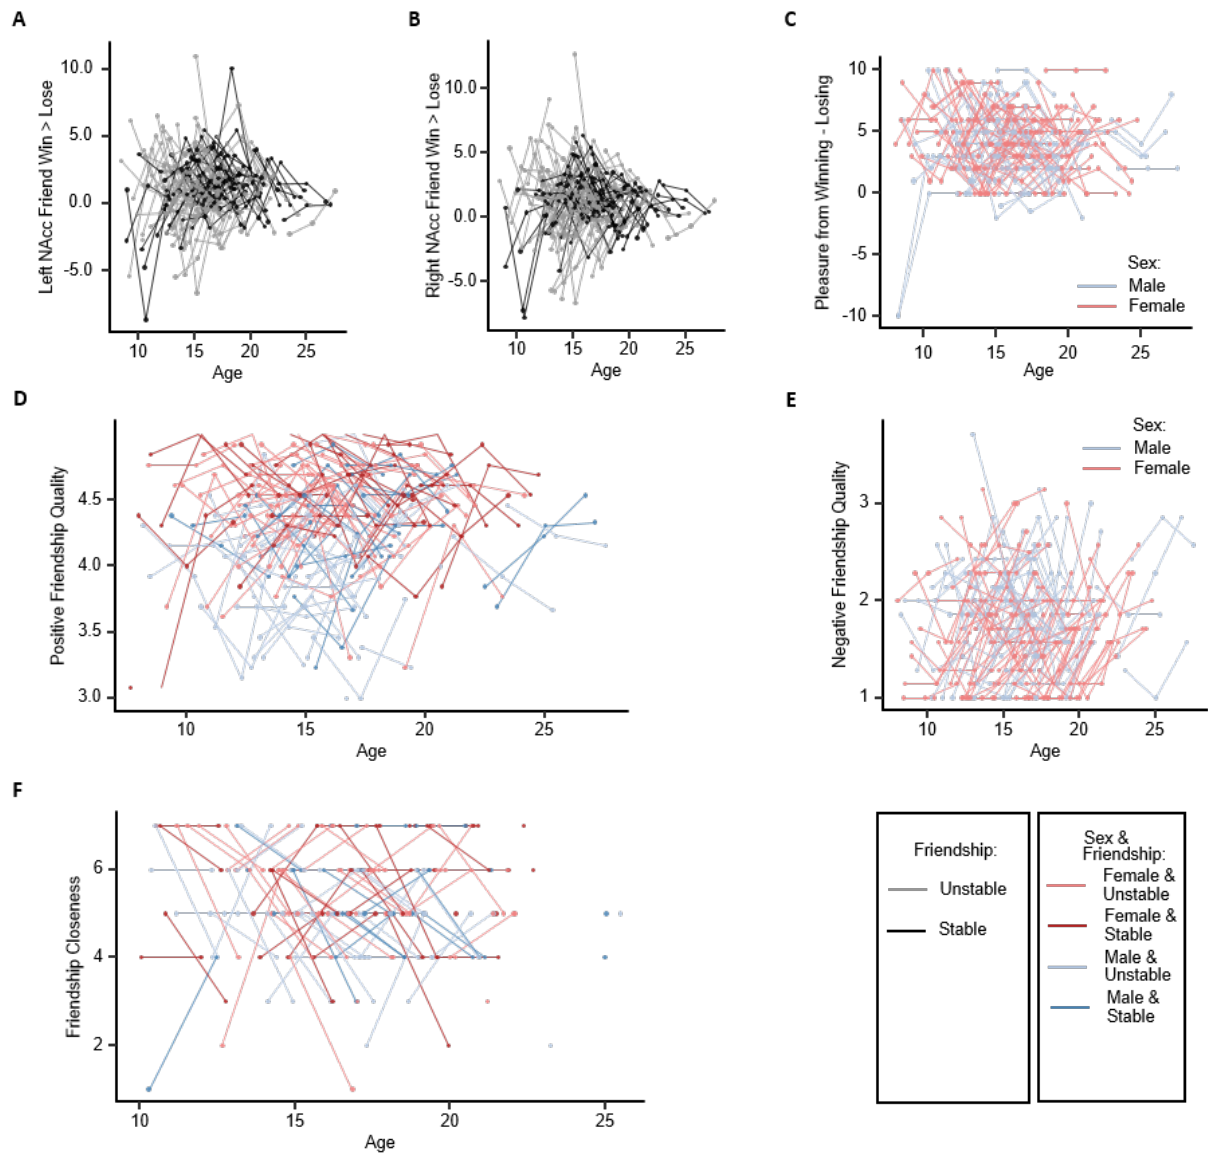 A
Left NAcc Friend Win > Lose
10.0
5.0
0.0
-5.0
10 15 20 25
Age
B
Right NAcc Friend Win > Lose
10.0
5.0
0.0
-5.0
10 15 20 25
Age
C
Pleasure from Winning - Losing
10
5
0
-5
-10
10 15 20
Age
Sex:
Male
Female
D
Positive Friendship Quality
4.5
4.0
3.5
3.0
10 15 20 25
Age
E
Negative Friendship Quality
3
2
1
10 15 20 25
Age
Sex:
Male
Female
F
Friendship Closeness
6
4
2
10 15 20 25
Age
Friendship:
Unstable
Stable
Sex &
Friendship:
Female &
Unstable
Female &
Stable
Male &
Unstable
Male &
Stable